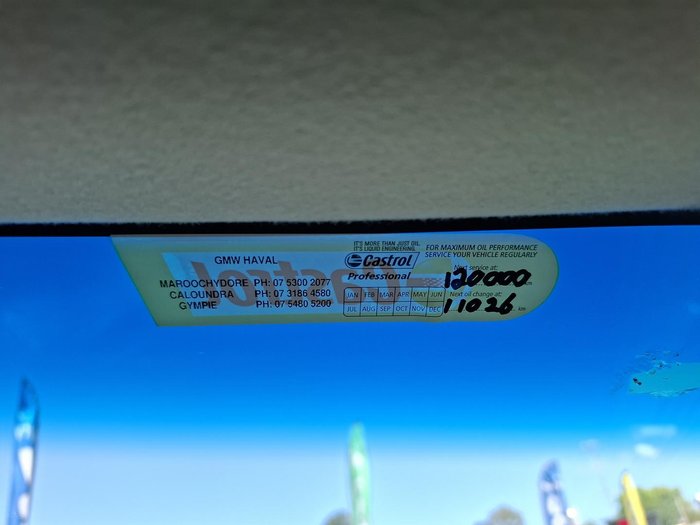 GMW HAVAL
MAROOCHYDORE PH: 07 5300 2077
CALOUNDRA PH: 07 3186 4580
GYMPIE PH: 07 5480 5200
IT'S MORE THAN JUST OIL.
IT'S LIQUID ENGINEERING.
Castrol
Professional
JAN FEB MAR APR MAY JUN
JUL AUG SEP OCT NOV DEC
FOR MAXIMUM OIL PERFORMANCE
SERVICE YOUR VEHICLE REGULARLY
Next service at:
120000 km
Next oil change at:
11026 km
Castrol